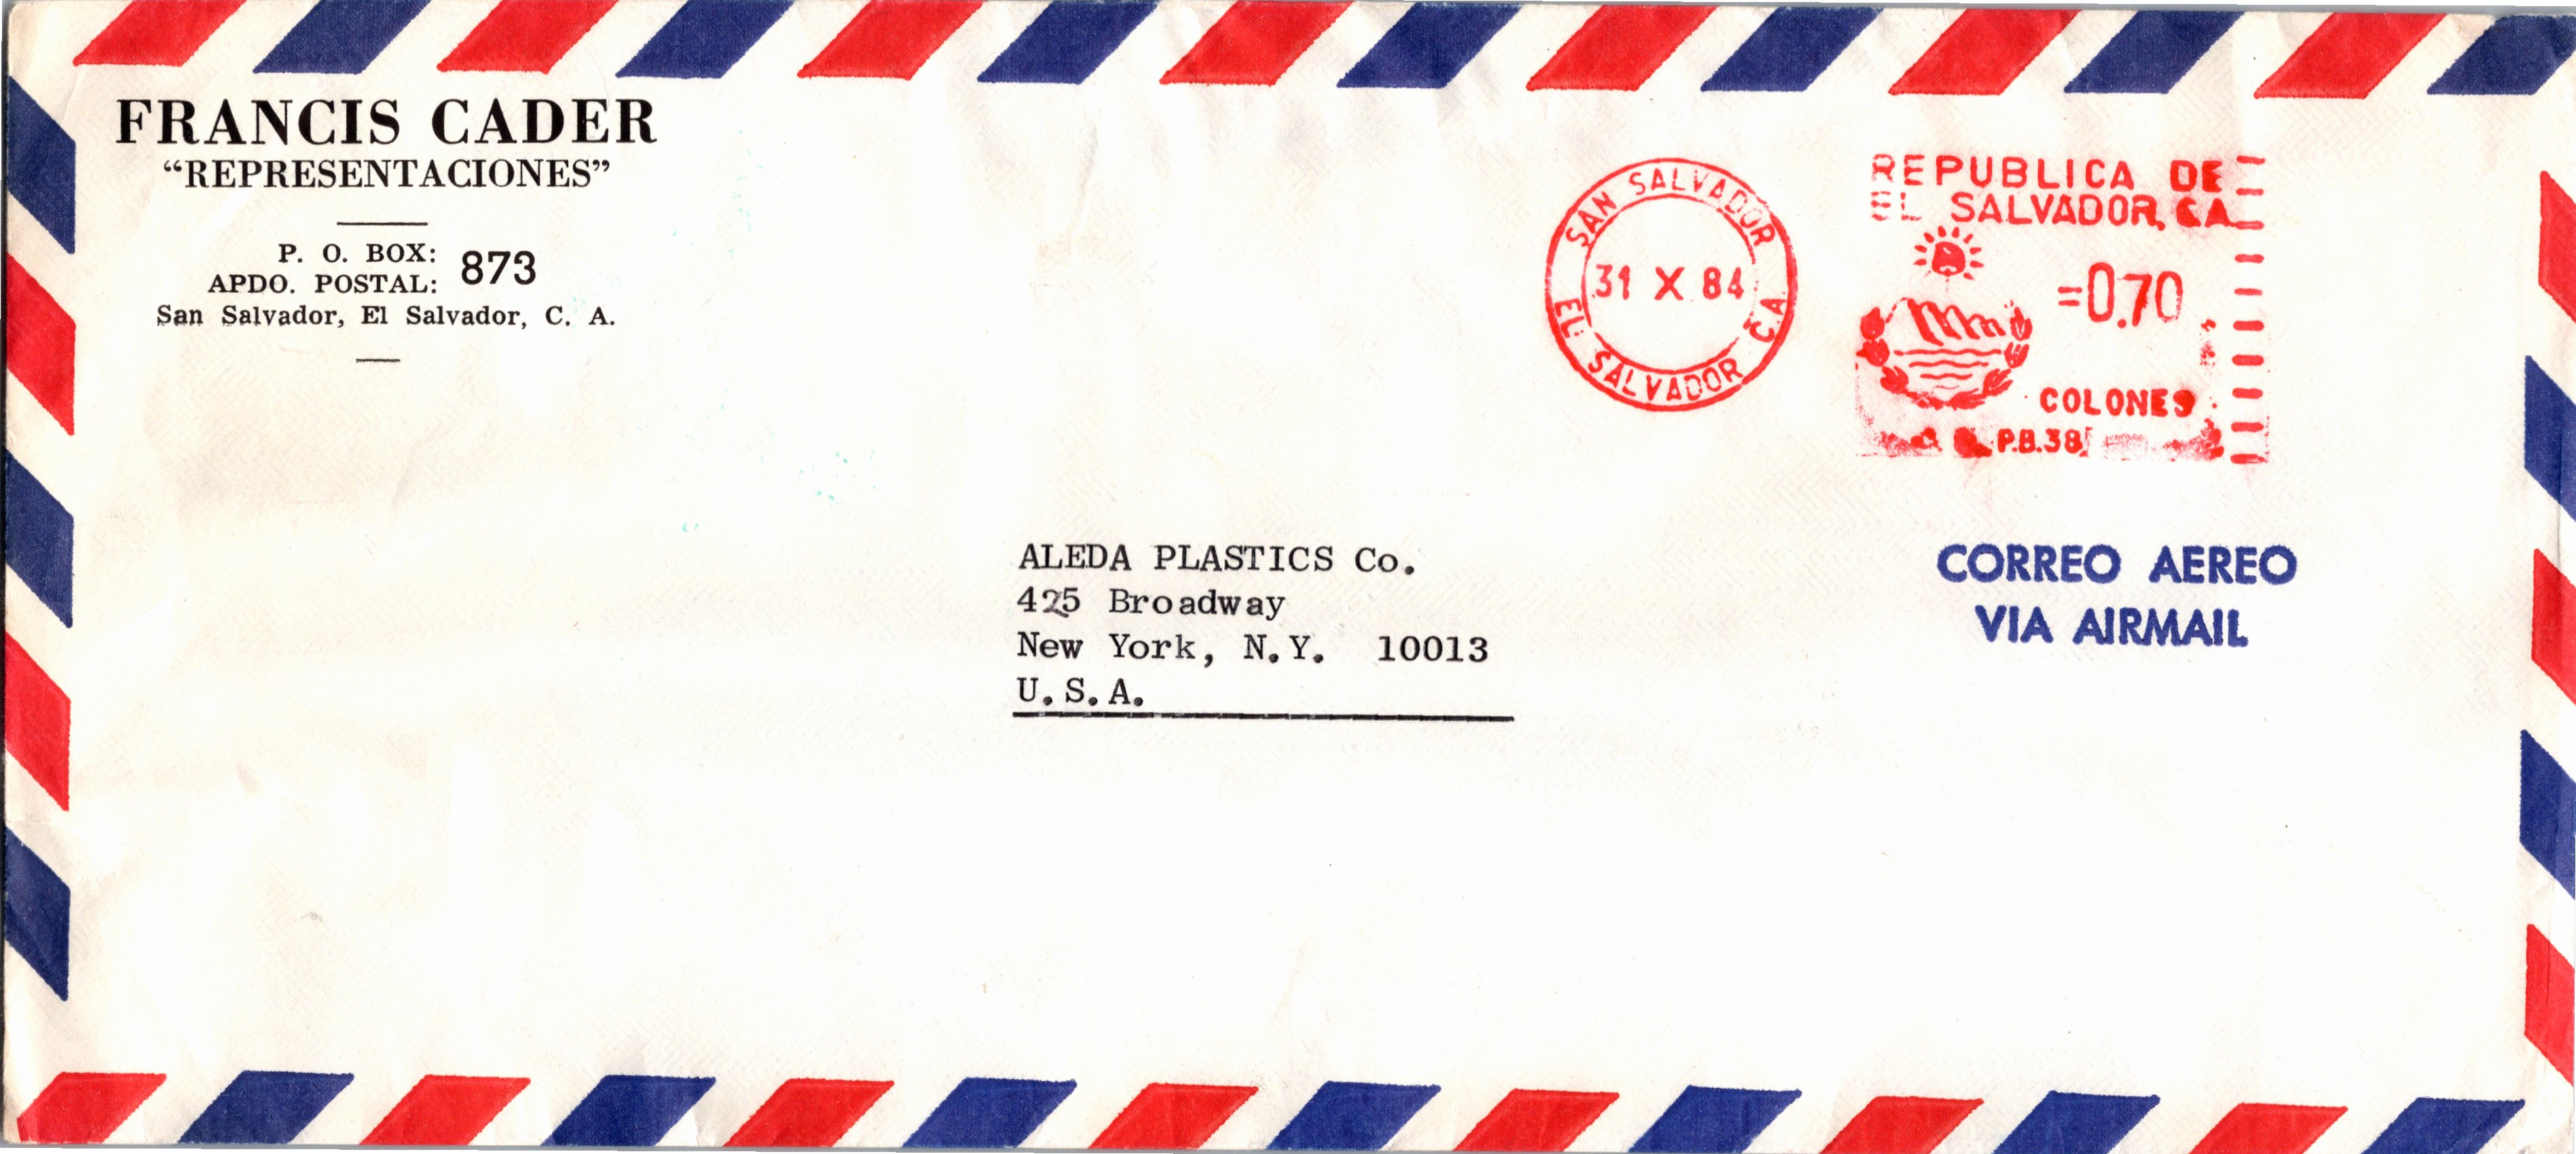 FRANCIS CADER
“REPRESENTACIONES”
P. O. BOX:
APDO. POSTAL: 873
San Salvador, El Salvador, C. A.
SAN SALVADOR
31 X 84
EL SALVADOR C.A
REPUBLICA DE
EL SALVADOR, C.A.
=0.70
COLONES
P.B.38
ALEDA PLASTICS Co.
425 Broadway
New York, N.Y. 10013
U.S.A.
CORREO AEREO
VIA AIRMAIL